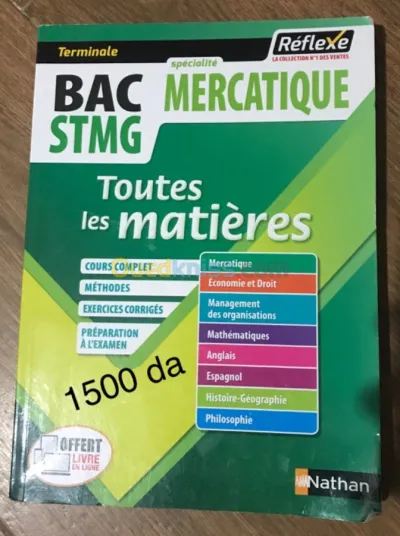 Terminale
Réflexe
LA COLLECTION N°1 DES VENTES
spécialité
BAC
MERCATIQUE
STMG
Toutes
les matières
COURS COMPLET
MÉTHODES
EXERCICES CORRIGÉS
PRÉPARATION
À L'EXAMEN
Mercatique
Économie et Droit
Management
des organisations
Mathématiques
Anglais
Espagnol
Histoire-Géographie
Philosophie
1500 da
OFFERT
LIVRE
EN LIGNE
Nathan